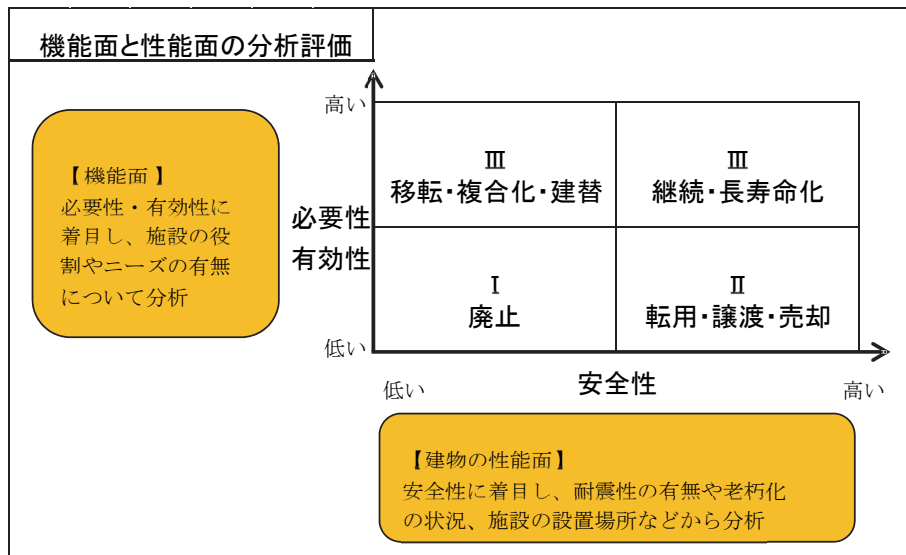 機能面と性能面の分析評価
高い
【機能面】
必要性・有効性に
着目し、施設の役
割やニーズの有無
について分析
必要性
有効性
Ⅲ
移転・複合化・建替
Ⅲ
継続・長寿命化
Ⅰ
廃止
Ⅱ
転用・譲渡・売却
低い
低い
安全性
高い
【建物の性能面】
安全性に着目し、耐震性の有無や老朽化
の状況、施設の設置場所などから分析